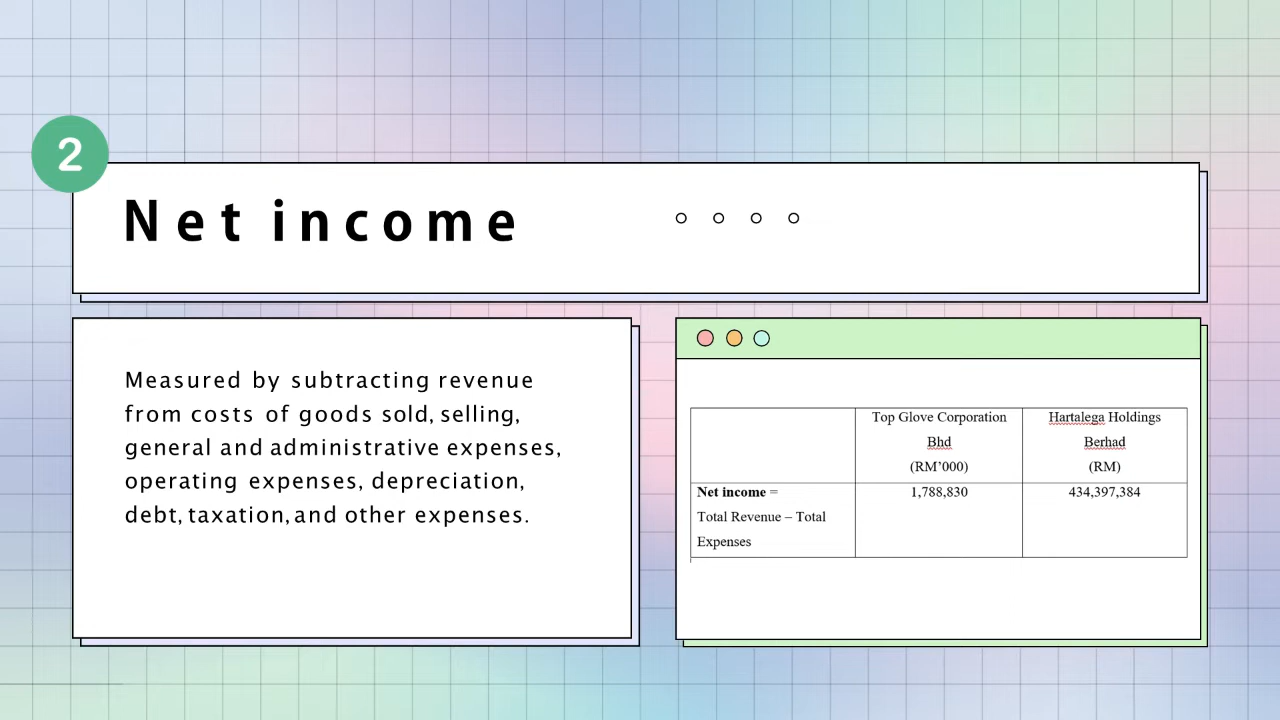 2
Net income
Measured by subtracting revenue
from costs of goods sold, selling,
general and administrative expenses,
operating expenses, depreciation,
debt, taxation, and other expenses.
Top Glove Corporation
Bhd
(RM’000)
Hartalega Holdings
Berhad
(RM)
Net income =
Total Revenue – Total
Expenses
1,788,830
434,397,384